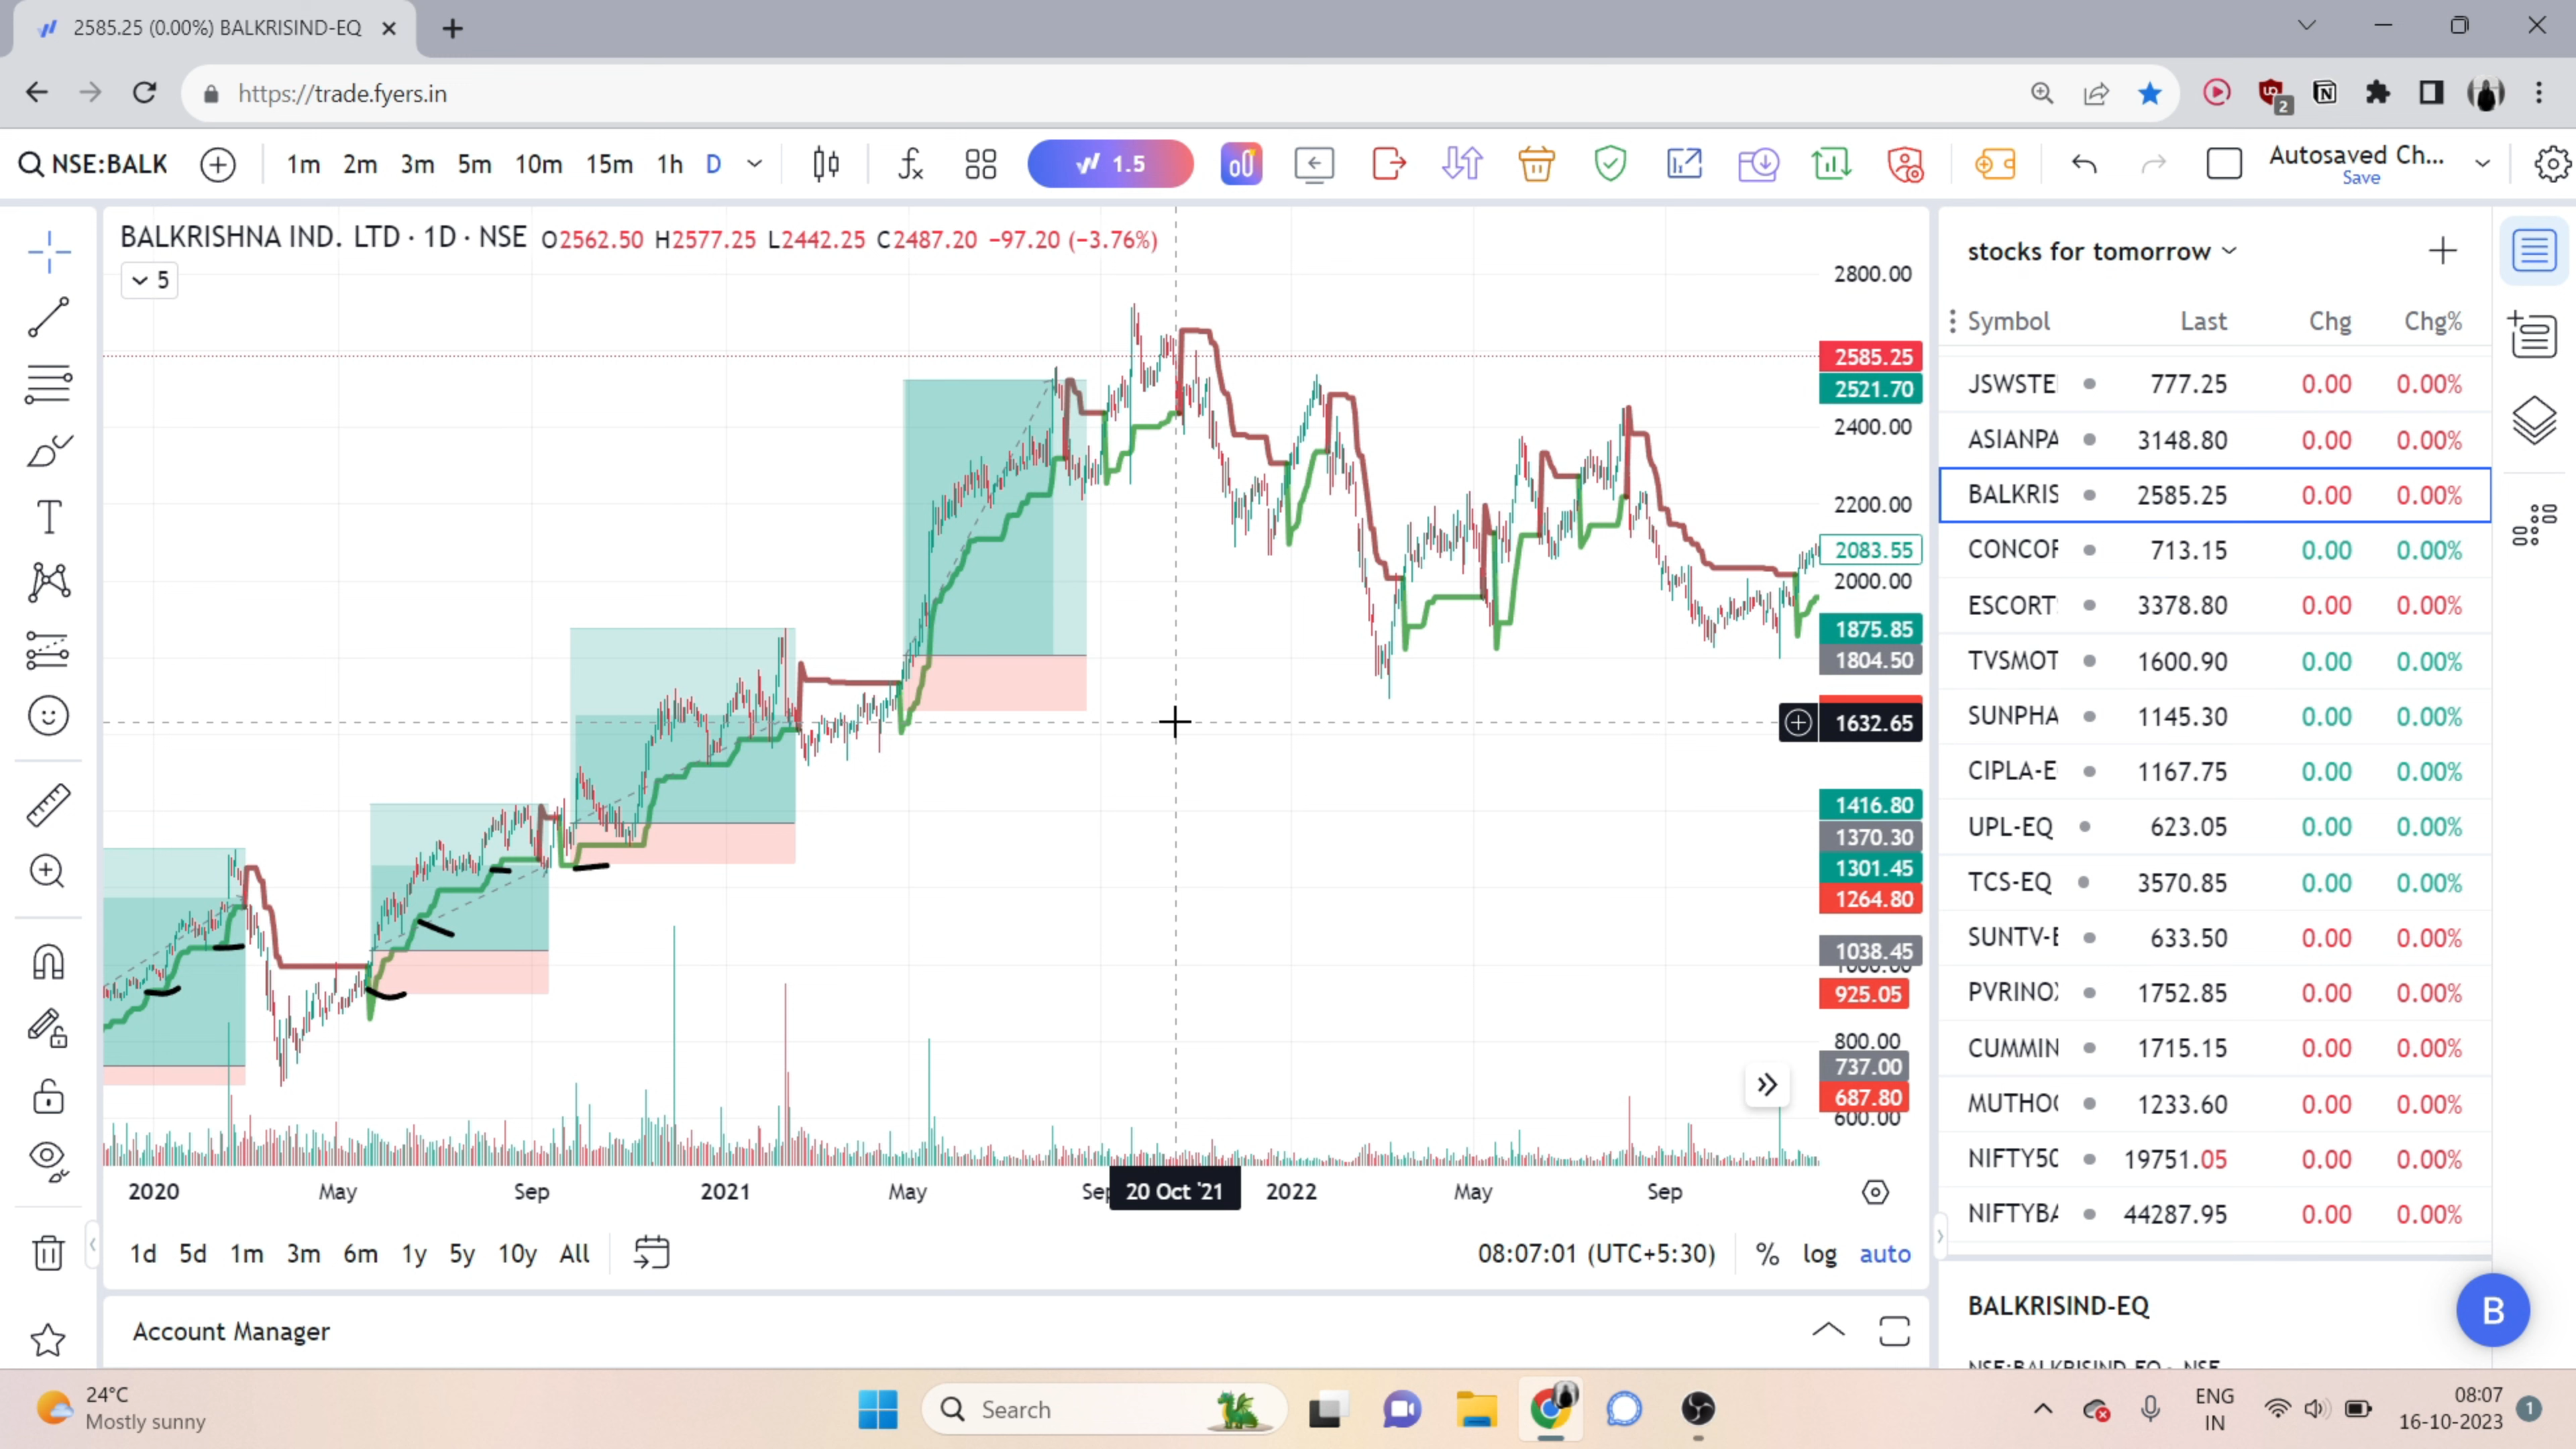 2585.25 (0.00%) BALKRISIND-EQ
https://trade.fyers.in
2
NSE:BALK 1m 2m 3m 5m 10m 15m 1h D 1.5 Autosaved Ch...
Save
BALKRISHNA IND. LTD · 1D · NSE O2562.50 H2577.25 L2442.25 C2487.20 −97.20 (−3.76%)
5
2800.00
2585.25
2521.70
2400.00
2200.00
2083.55
2000.00
1875.85
1804.50
1632.65
1416.80
1370.30
1301.45
1264.80
1038.45
925.05
800.00
737.00
687.80
600.00
2020 May Sep 2021 May Sep 20 Oct '21 2022 May Sep
1d 5d 1m 3m 6m 1y 5y 10y All 08:07:01 (UTC+5:30) % log auto
Account Manager
stocks for tomorrow
Symbol Last Chg Chg%
JSWSTE 777.25 0.00 0.00%
ASIANPA 3148.80 0.00 0.00%
BALKRIS 2585.25 0.00 0.00%
CONCOR 713.15 0.00 0.00%
ESCORT 3378.80 0.00 0.00%
TVSMOT 1600.90 0.00 0.00%
SUNPHA 1145.30 0.00 0.00%
CIPLA-E 1167.75 0.00 0.00%
UPL-EQ 623.05 0.00 0.00%
TCS-EQ 3570.85 0.00 0.00%
SUNTV-E 633.50 0.00 0.00%
PVRINOX 1752.85 0.00 0.00%
CUMMIN 1715.15 0.00 0.00%
MUTHOO 1233.60 0.00 0.00%
NIFTY50 19751.05 0.00 0.00%
NIFTYBA 44287.95 0.00 0.00%
BALKRISIND-EQ
B
24°C
Mostly sunny
Search
ENG
IN
08:07
16-10-2023
1